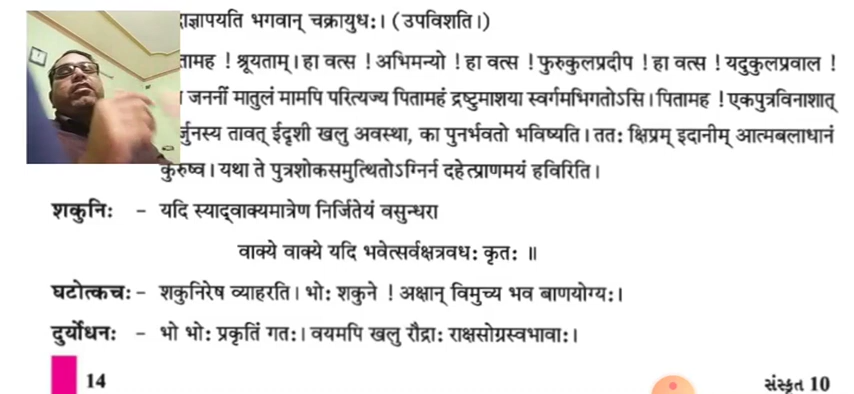 भगवान् चक्रायुधः। (उपविशति।)
श्रूयताम्। हा वत्स ! अभिमन्यो ! हा वत्स ! फुरुकुलप्रदीप ! हा वत्स ! यदुकुलप्रवाल !
जननीं मातुलं मामपि परित्यज्य पितामहं द्रष्टुमाशया स्वर्गमभिगतोऽसि। पितामह ! एकपुत्रविनाशात्
तावत् ईदृशी खलु अवस्था, का पुनर्भवतो भविष्यति। ततः क्षिप्रम् इदानीम् आत्मबलाधानं
कुरुष्व। यथा ते पुत्रशोकसमुत्थितोऽग्निर्न दहेत्प्राणमयं हविरिति।
शकुनिः – यदि स्याद्वाक्यमात्रेण निर्जितेयं वसुन्धरा
वाक्ये वाक्ये यदि भवेत्सर्वक्षत्रवधः कृतः ॥
घटोत्कचः – शकुनिरेष व्याहरति। भोः शकुने ! अक्षान् विमुच्य भव बाणयोग्यः।
दुर्योधनः – भो भोः प्रकृतिं गतः। वयमपि खलु रौद्राः राक्षसोग्रस्वभावाः।
14 સંસ્કૃત 10